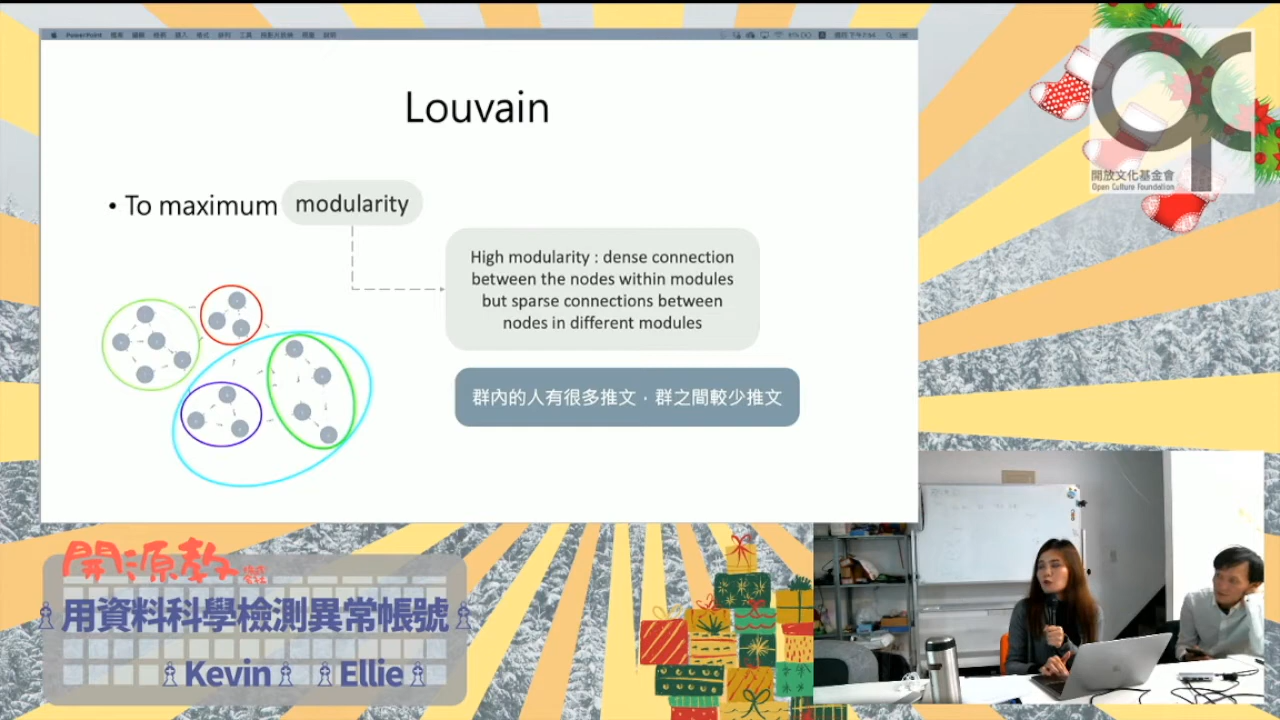 PowerPoint
Louvain
• To maximum modularity
High modularity : dense connection
between the nodes within modules
but sparse connections between
nodes in different modules
群內的人有很多推文，群之間較少推文
開放文化基金會
Open Culture Foundation
開源教
用資料科學檢測異常帳號
Kevin Ellie